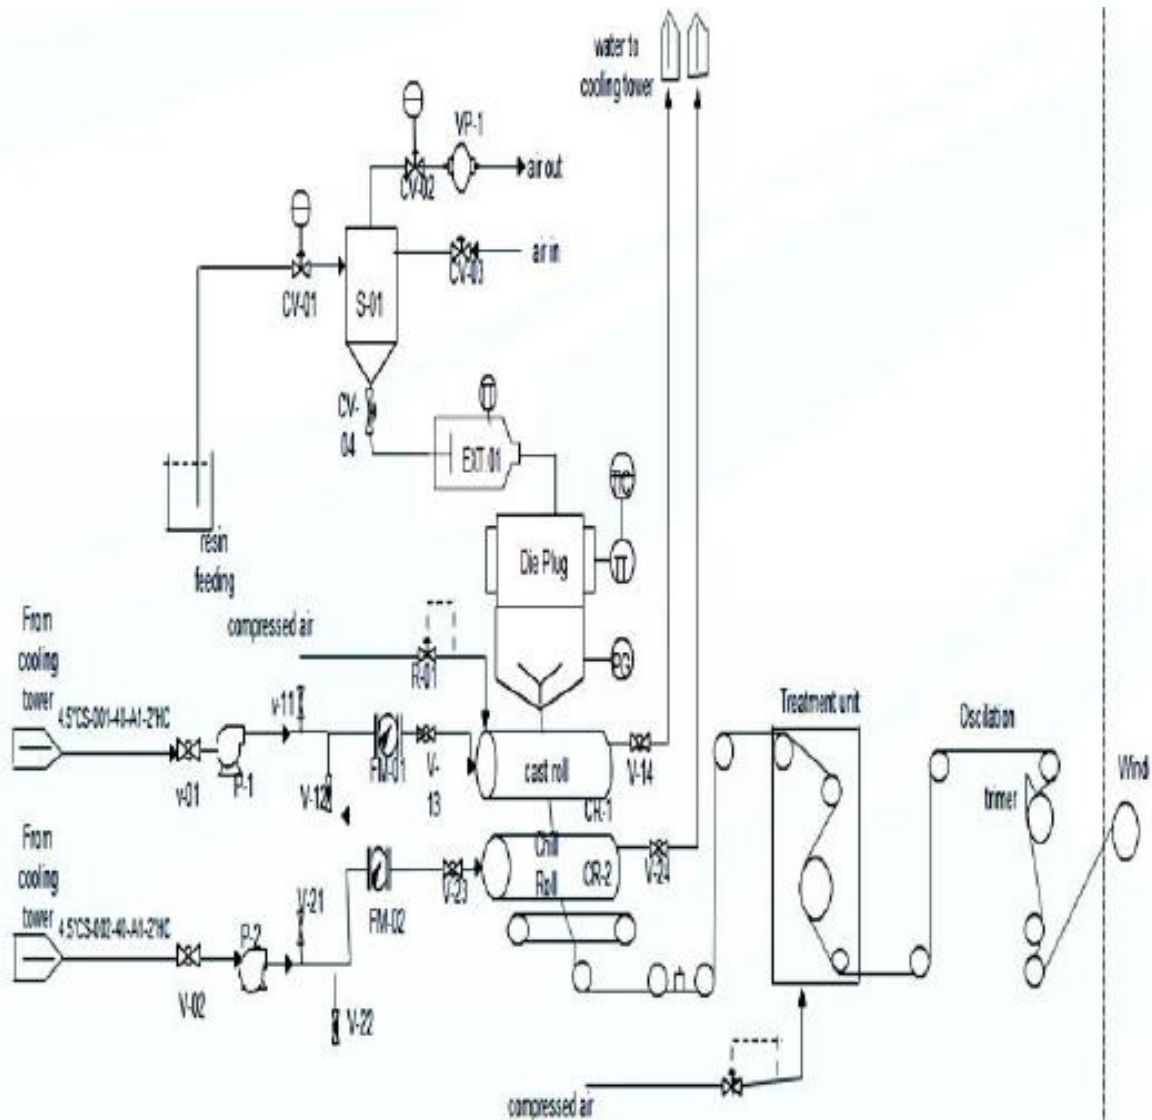 water to
cooling tower
VP-1
air out
CV-02
air in
CV-03
CV-01
S-01
CV-
04
TT
EXT 01
TIC
Die Plug
TT
resin
feeding
compressed air
R-01
PG
From
cooling
tower
4.5"CS-001-40-A1-2"HC
v-11
v-01
P-1
V-12
FM-01
V-
13
cast roll
CR-1
V-14
Treatment unit
Oscilation
trimer
Wind
From
cooling
tower
4.5"CS-002-40-A1-2"HC
V-02
P-2
V-21
V-22
FM-02
V-23
Chill
Roll
CR-2
V-24
compressed air